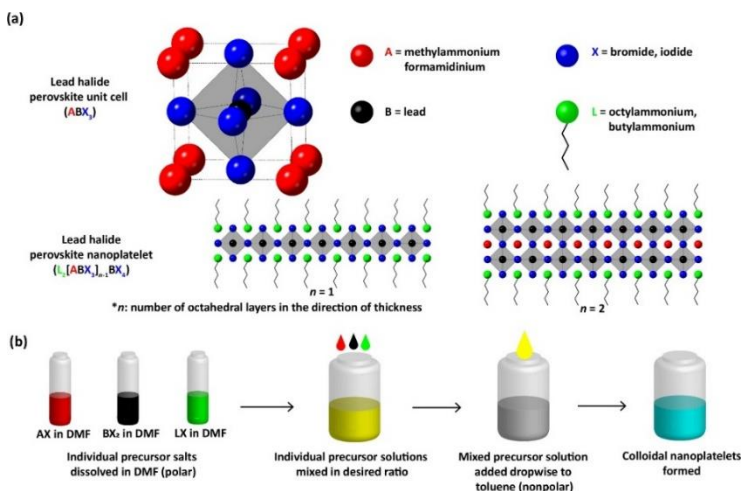 (a)
Lead halide
perovskite unit cell
(ABX₃)
A = methylammonium
formamidinium
X = bromide, iodide
B = lead
L = octylammonium,
butylammonium
Lead halide
perovskite nanoplatelet
(L₂[ABX₃]ₙ₋₁BX₄)
n = 1
n = 2
*n: number of octahedral layers in the direction of thickness
(b)
AX in DMF
BX₂ in DMF
LX in DMF
Individual precursor salts
dissolved in DMF (polar)
Individual precursor solutions
mixed in desired ratio
Mixed precursor solution
added dropwise to
toluene (nonpolar)
Colloidal nanoplatelets
formed